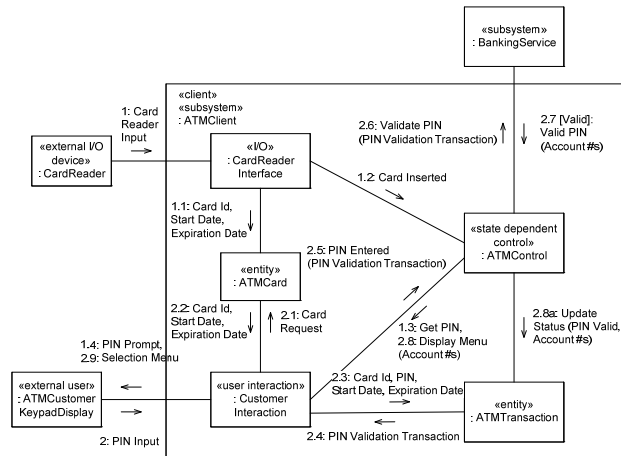 «subsystem»
: BankingService
«client»
«subsystem»
: ATMClient
1: Card
Reader
Input
2.6: Validate PIN
(PIN Validation Transaction)
2.7 [Valid]:
Valid PIN
(Account #s)
«external I/O
device»
: CardReader
«I/O»
: CardReader
Interface
1.2: Card Inserted
1.1: Card Id,
Start Date,
Expiration Date
«state dependent
control»
: ATMControl
2.5: PIN Entered
(PIN Validation Transaction)
«entity»
: ATMCard
2.2: Card Id,
Start Date,
Expiration Date
2.1: Card
Request
1.3: Get PIN,
2.8: Display Menu
(Account #s)
2.8a: Update
Status (PIN Valid,
Account #s)
1.4: PIN Prompt,
2.9: Selection Menu
«external user»
: ATMCustomer
KeypadDisplay
«user interaction»
: Customer
Interaction
2.3: Card Id, PIN,
Start Date, Expiration Date
«entity»
: ATMTransaction
2: PIN Input
2.4: PIN Validation Transaction